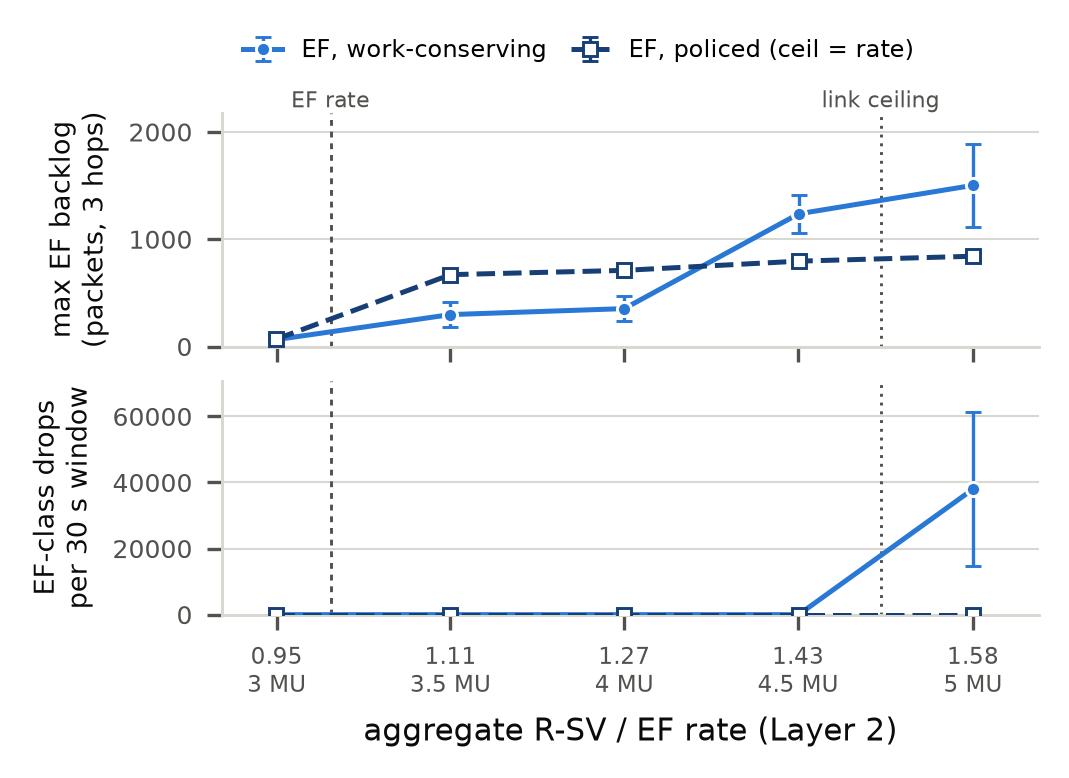 EF, work-conserving
EF, policed (ceil = rate)
EF rate
link ceiling
max EF backlog
(packets, 3 hops)
2000
1000
0
EF-class drops
per 30 s window
60000
40000
20000
0
0.95
3 MU
1.11
3.5 MU
1.27
4 MU
1.43
4.5 MU
1.58
5 MU
aggregate R-SV / EF rate (Layer 2)